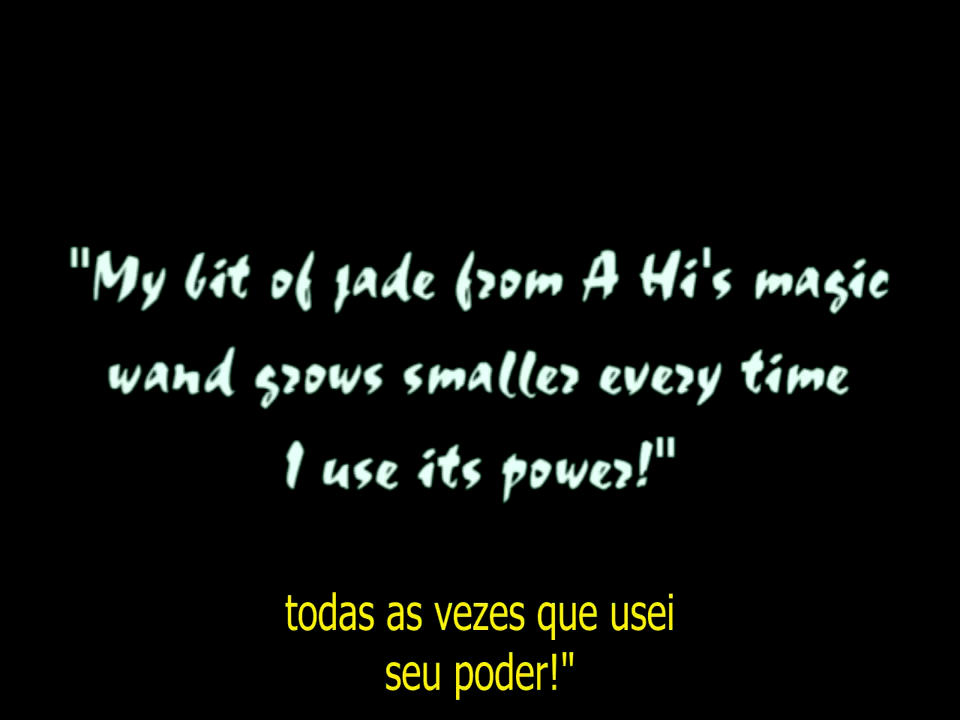 "My bit of jade from A Hi's magic
wand grows smaller every time
I use its power!"
todas as vezes que usei
seu poder!"